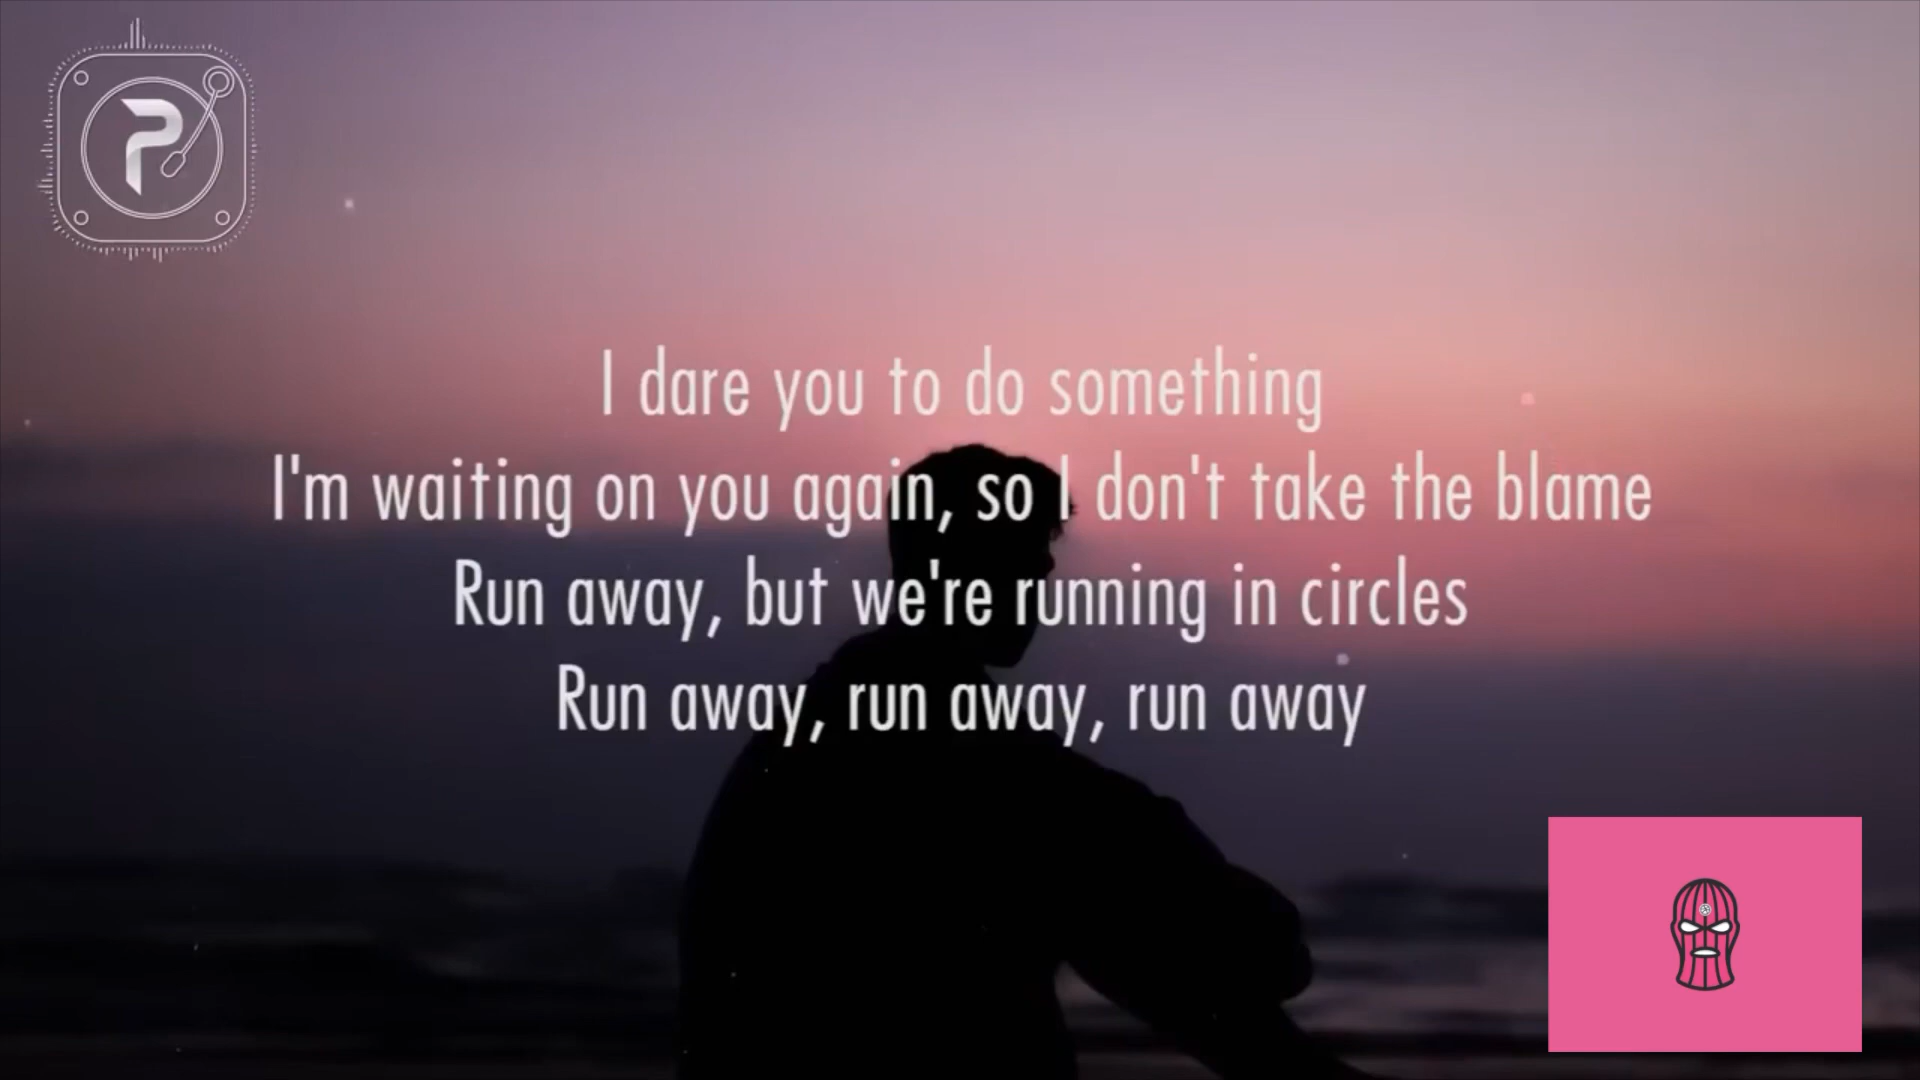 P
I dare you to do something
I'm waiting on you again, so I don't take the blame
Run away, but we're running in circles
Run away, run away, run away